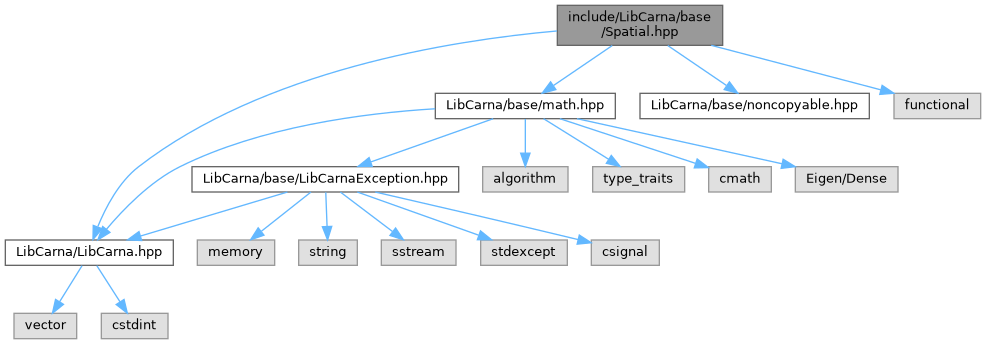 include/LibCarna/base
/Spatial.hpp
LibCarna/base/math.hpp
LibCarna/base/noncopyable.hpp
functional
LibCarna/base/LibCarnaException.hpp
algorithm
type_traits
cmath
Eigen/Dense
LibCarna/LibCarna.hpp
memory
string
sstream
stdexcept
csignal
vector
cstdint